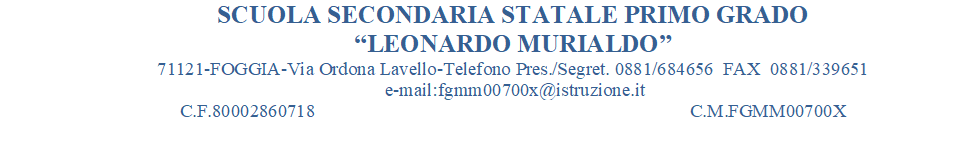 SCUOLA SECONDARIA STATALE PRIMO GRADO
“LEONARDO MURIALDO”
71121-FOGGIA-Via Ordona Lavello-Telefono Pres./Segret. 0881/684656 FAX 0881/339651
e-mail:fgmm00700x@istruzione.it
C.F.80002860718 C.M.FGMM00700X